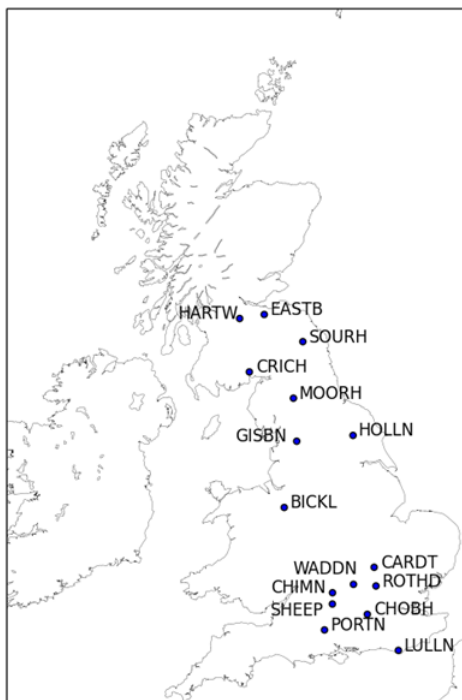 HARTW
EASTB
SOURH
CRICH
MOORH
GISBN
HOLLN
BICKL
WADDN
CARDT
CHIMN
ROTHD
SHEEP
CHOBH
PORTN
LULLN